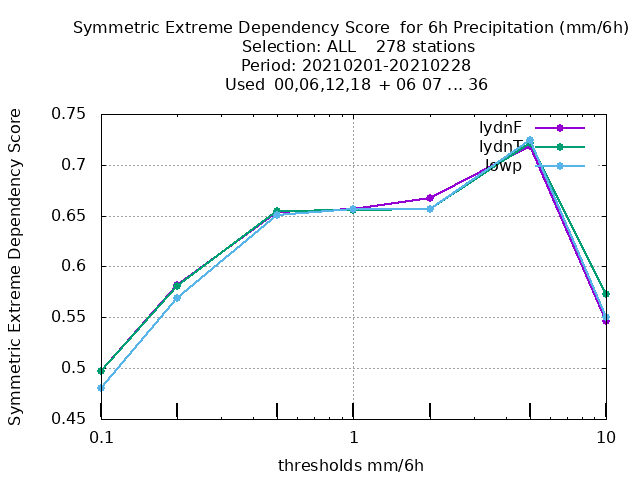 Symmetric Extreme Dependency Score  for 6h Precipitation (mm/6h)
Selection: ALL    278 stations
Period: 20210201-20210228
Used  00,06,12,18  + 06 07 ... 36
Symmetric Extreme Dependency Score
0.75
0.7
0.65
0.6
0.55
0.5
0.45
lydnF
lydnT
lowp
0.1
1
10
thresholds mm/6h